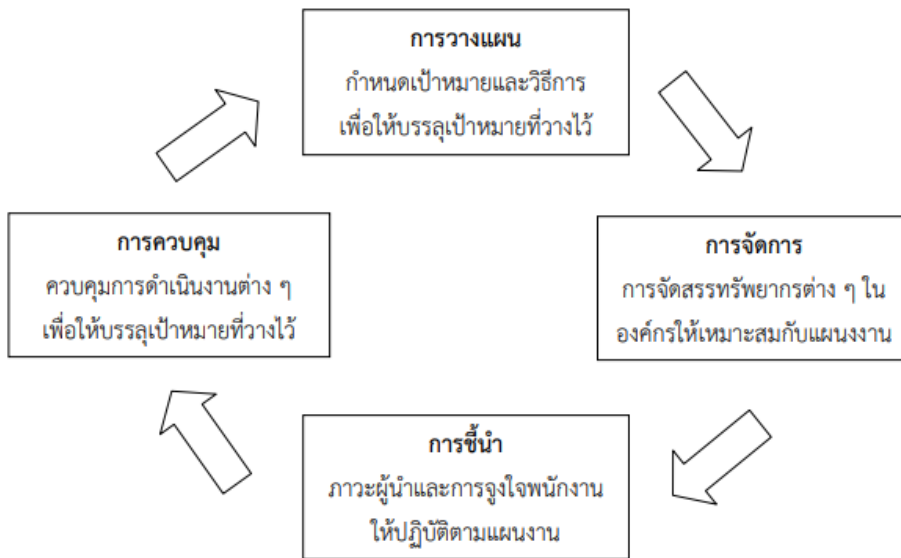 การวางแผน
กำหนดเป้าหมายและวิธีการ
เพื่อให้บรรลุเป้าหมายที่วางไว้
การควบคุม
ควบคุมการดำเนินงานต่าง ๆ
เพื่อให้บรรลุเป้าหมายที่วางไว้
การจัดการ
การจัดสรรทรัพยากรต่าง ๆ ใน
องค์กรให้เหมาะสมกับแผนงงาน
การชี้นำ
ภาวะผู้นำและการจูงใจพนักงาน
ให้ปฏิบัติตามแผนงาน